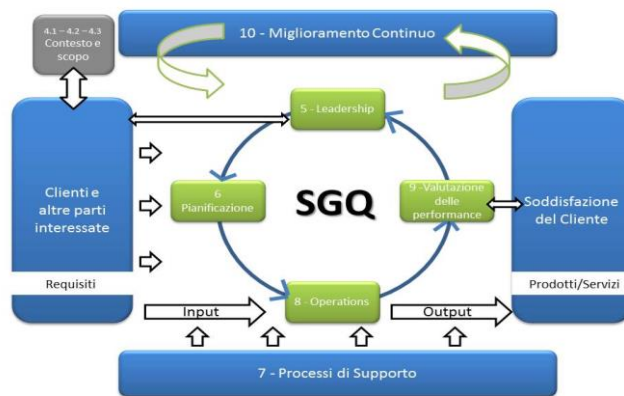 4.1 – 4.2 – 4.3
Contesto e
scopo
10 - Miglioramento Continuo
5 - Leadership
Clienti e
altre parti
interessate
6
Pianificazione
SGQ
9 -Valutazione
delle
performance
Soddisfazione
del Cliente
Requisiti
Prodotti/Servizi
Input
8 - Operations
Output
7 - Processi di Supporto